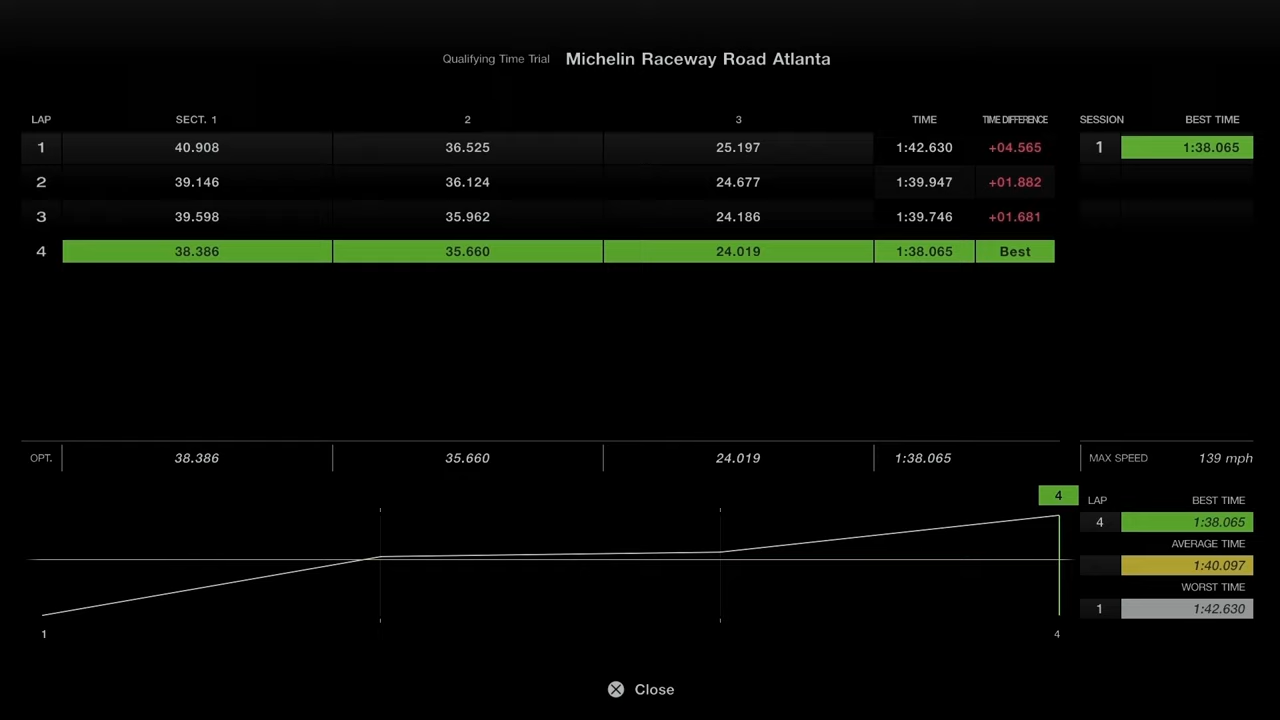 Qualifying Time Trial Michelin Raceway Road Atlanta
LAP SECT. 1 2 3 TIME TIME DIFFERENCE SESSION BEST TIME
1 40.908 36.525 25.197 1:42.630 +04.565 1 1:38.065
2 39.146 36.124 24.677 1:39.947 +01.882
3 39.598 35.962 24.186 1:39.746 +01.681
4 38.386 35.660 24.019 1:38.065 Best
OPT. 38.386 35.660 24.019 1:38.065 MAX SPEED 139 mph
4 LAP BEST TIME
4 1:38.065
AVERAGE TIME
1:40.097
WORST TIME
1 1:42.630
1 4
Close